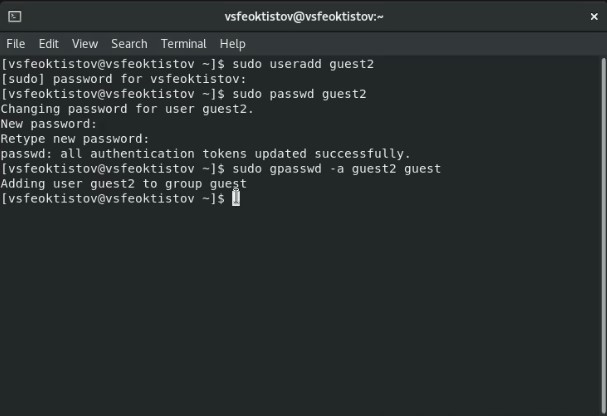 vsfeoktistov@vsfeoktistov:~
File Edit View Search Terminal Help
[vsfeoktistov@vsfeoktistov ~]$ sudo useradd guest2
[sudo] password for vsfeoktistov:
[vsfeoktistov@vsfeoktistov ~]$ sudo passwd guest2
Changing password for user guest2.
New password:
Retype new password:
passwd: all authentication tokens updated successfully.
[vsfeoktistov@vsfeoktistov ~]$ sudo gpasswd -a guest2 guest
Adding user guest2 to group guest
[vsfeoktistov@vsfeoktistov ~]$